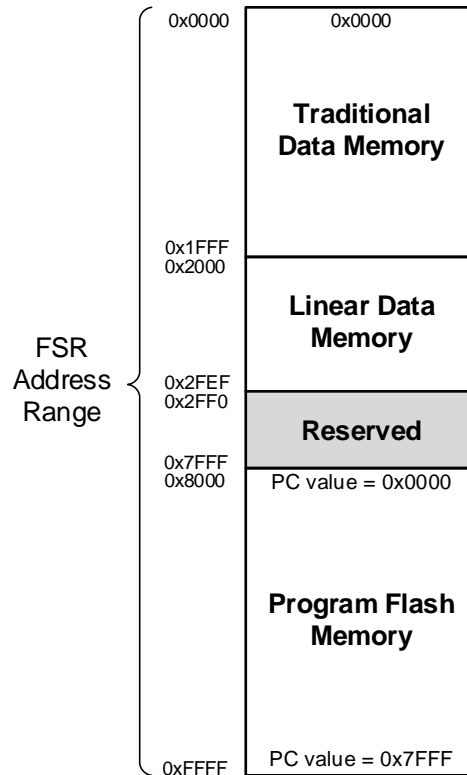 0x0000
0x0000
Traditional
Data Memory
0x1FFF
0x2000
Linear Data
Memory
FSR
Address
Range
0x2FEF
0x2FF0
Reserved
0x7FFF
0x8000
PC value = 0x0000
Program Flash
Memory
PC value = 0x7FFF
0xFFFF